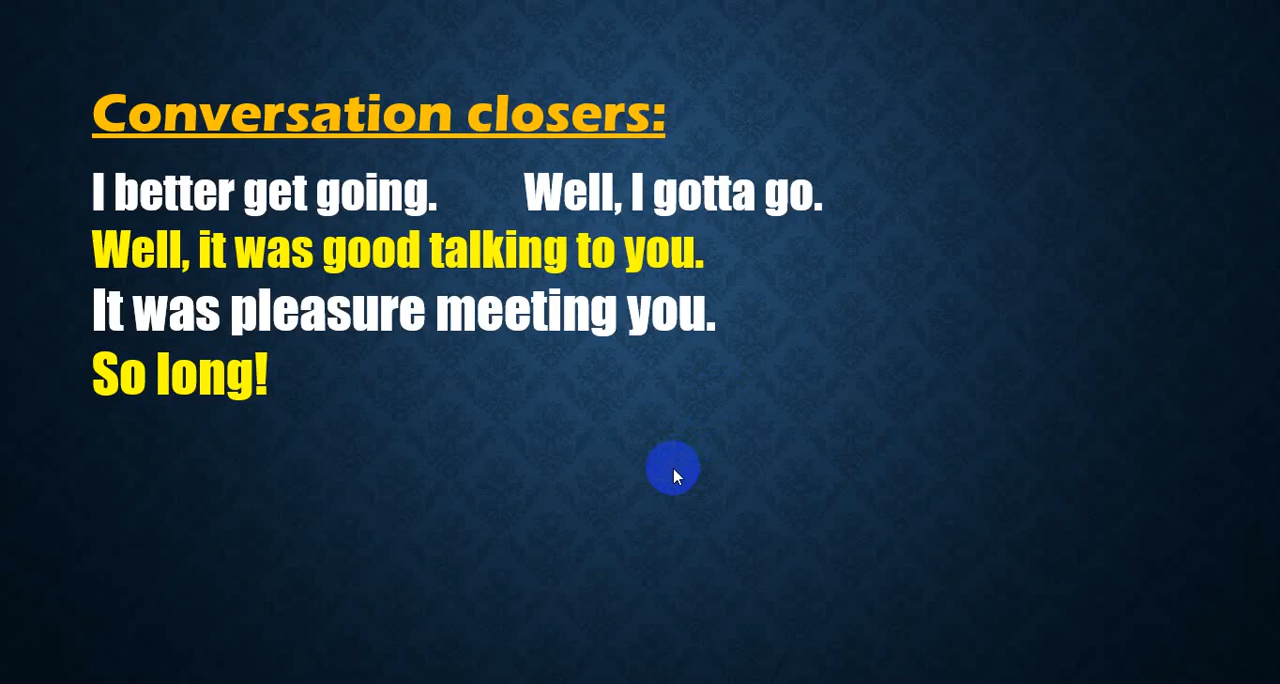 Conversation closers:
I better get going. Well, I gotta go.
Well, it was good talking to you.
It was pleasure meeting you.
So long!